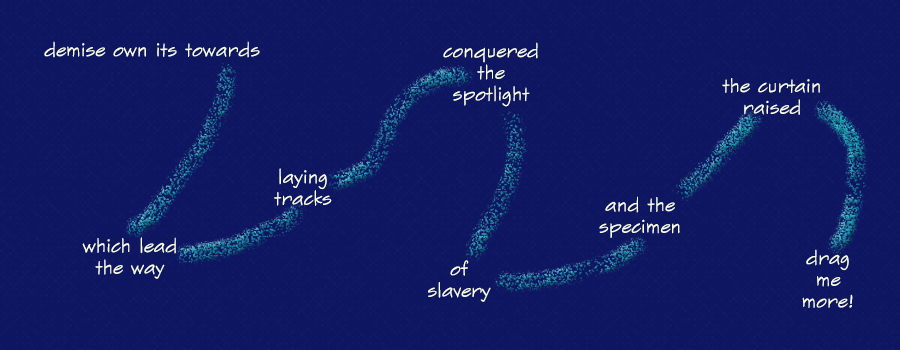 demise own its towards
which lead
the way
laying
tracks
conquered
the
spotlight
of
slavery
and the
specimen
the curtain
raised
drag
me
more!